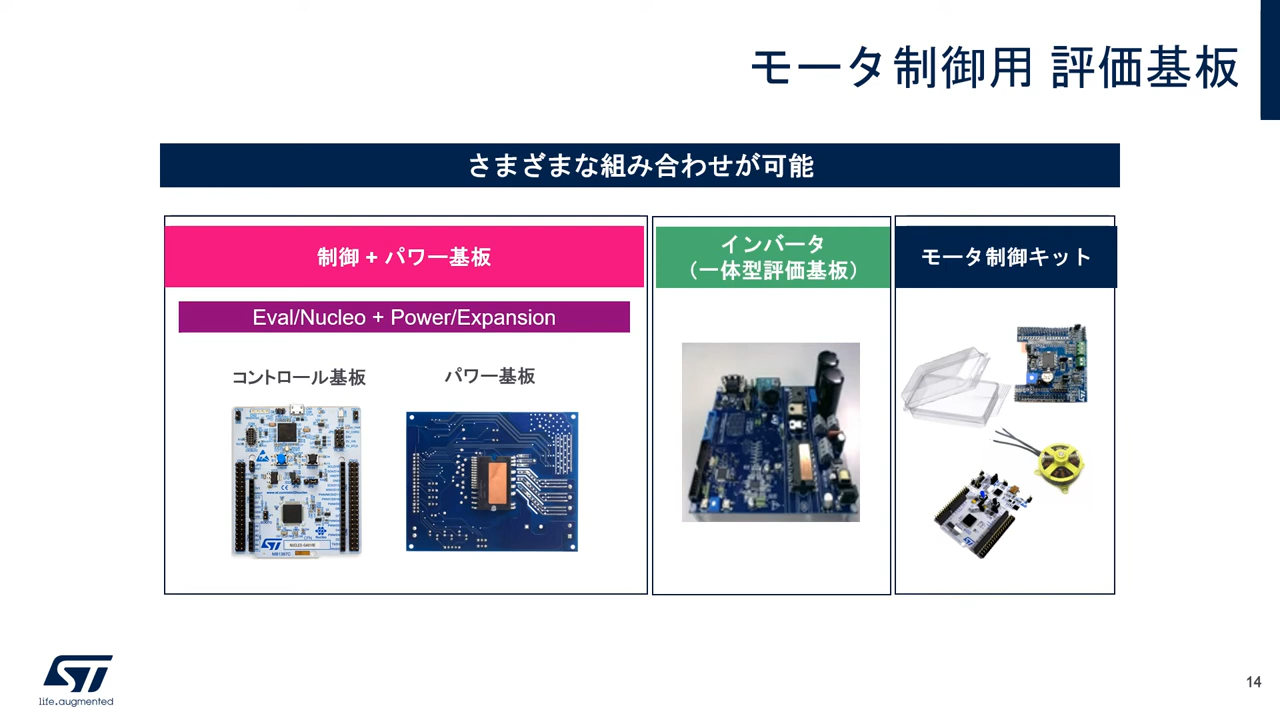 モータ制御用 評価基板
さまざまな組み合わせが可能
制御 + パワー基板
Eval/Nucleo + Power/Expansion
コントロール基板
パワー基板
インバータ
（一体型評価基板）
モータ制御キット
ST
life.augmented
14